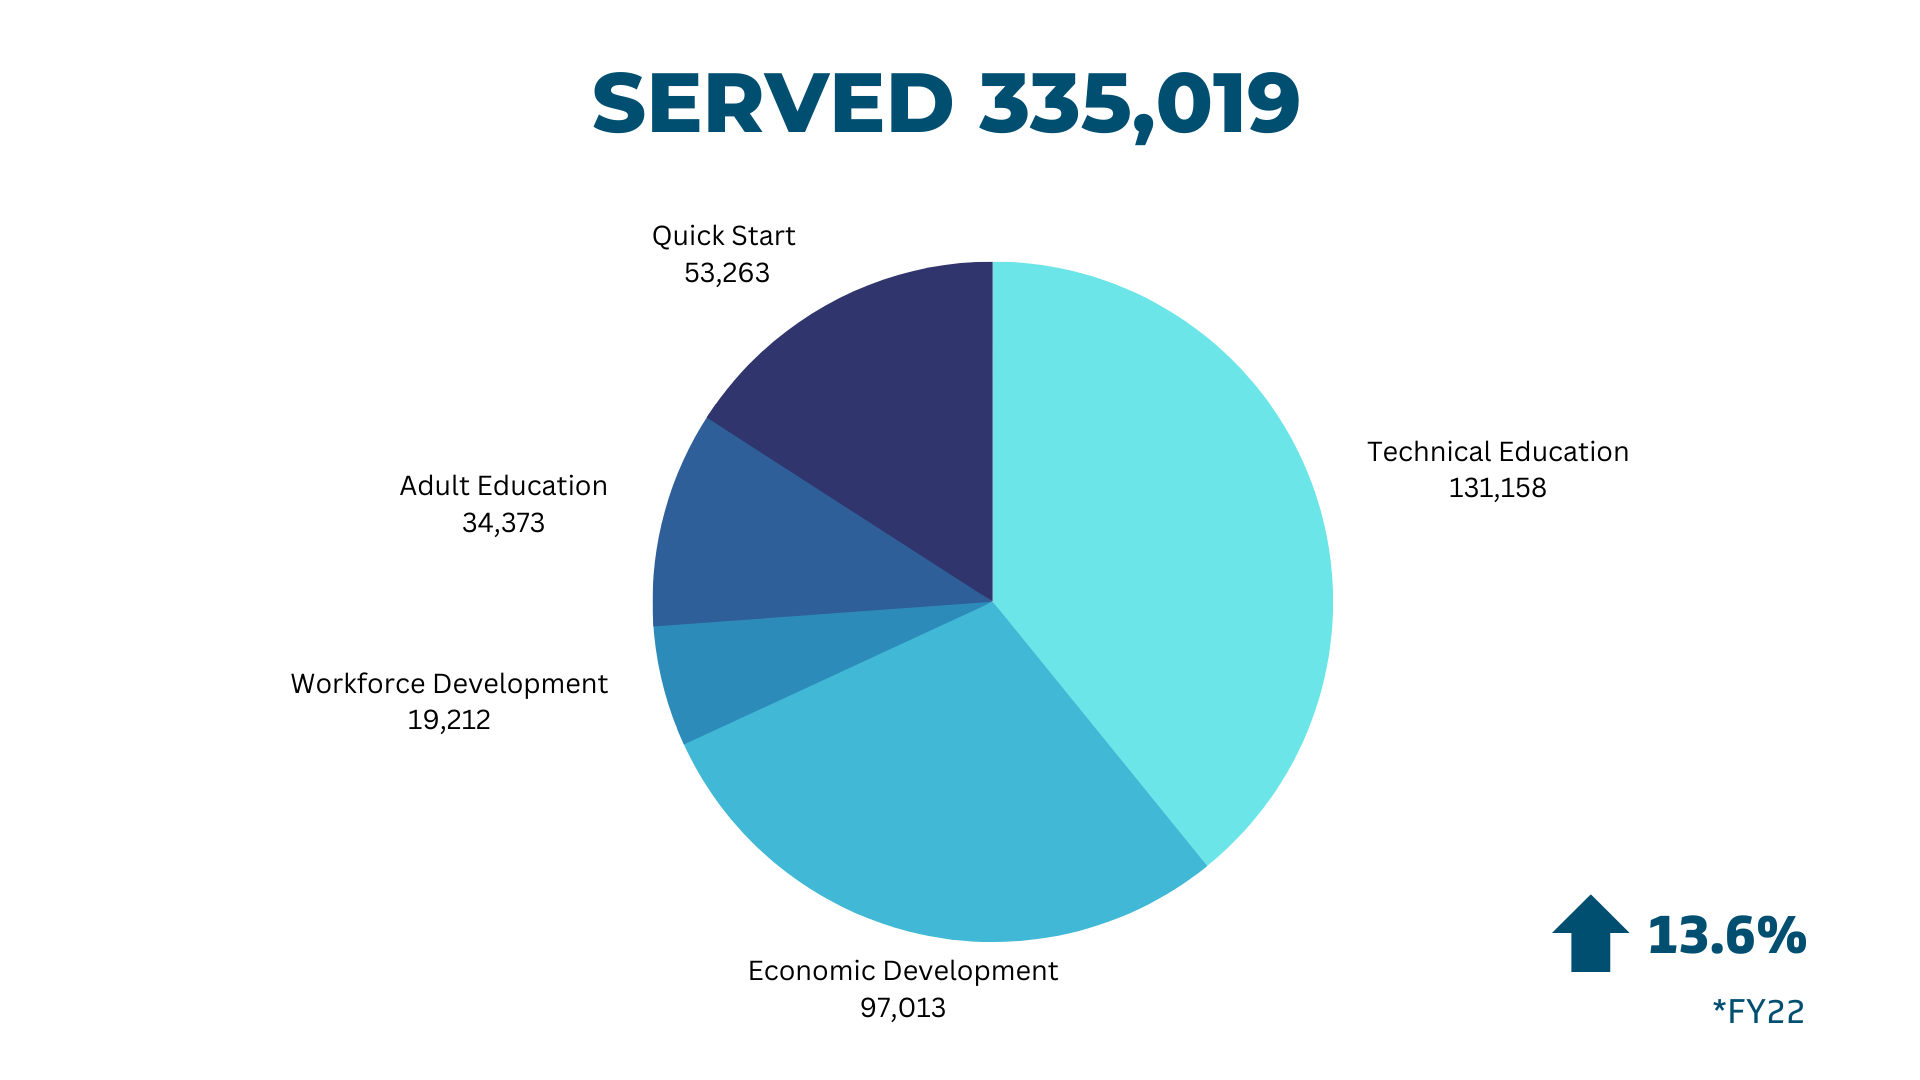 SERVED 335,019
Quick Start
53,263
Technical Education
131,158
Adult Education
34,373
Workforce Development
19,212
Economic Development
97,013
13.6%
*FY22